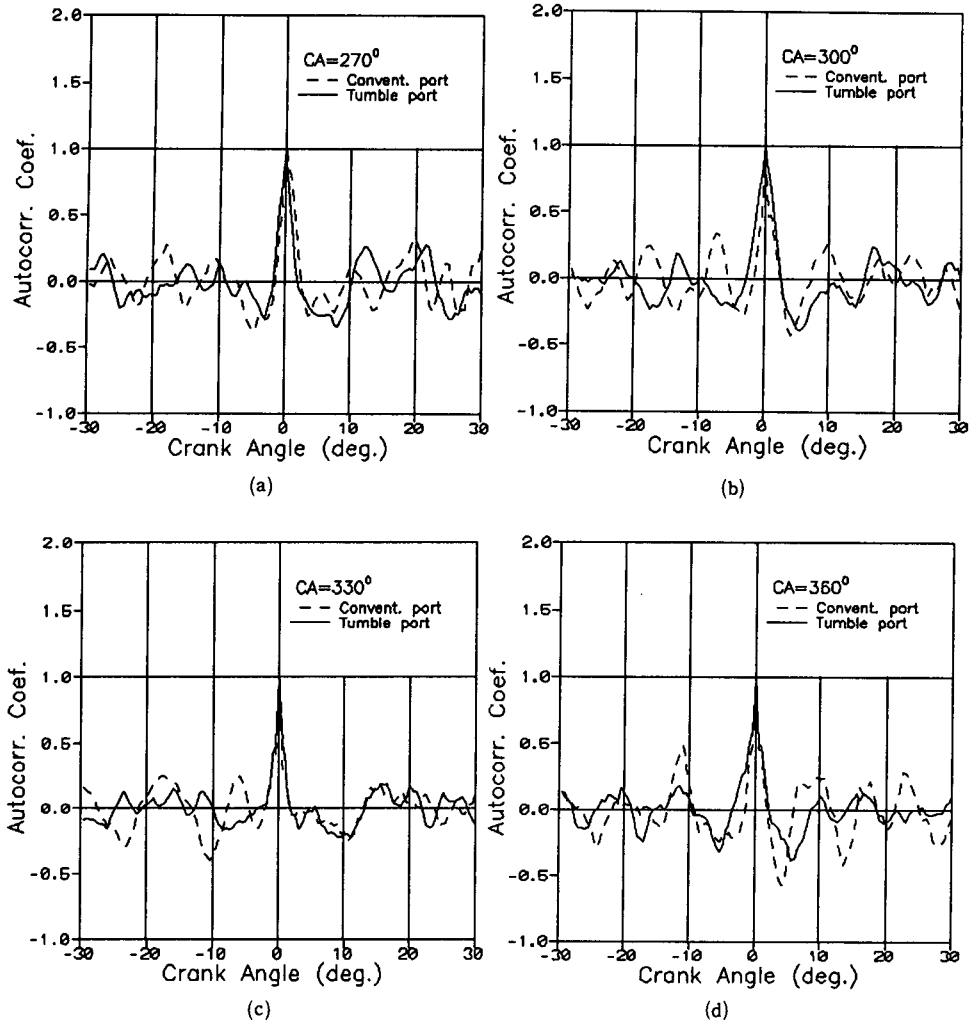 2.0
1.5
1.0
0.5
0.0
-0.5
-1.0
Autocorr. Coef.
CA=270⁰
Convent. port
Tumble port
-30 -20 -10 0 10 20 30
Crank Angle (deg.)
(a)
2.0
1.5
1.0
0.5
0.0
-0.5
-1.0
Autocorr. Coef.
CA=300⁰
Convent. port
Tumble port
-30 -20 -10 0 10 20 30
Crank Angle (deg.)
(b)
2.0
1.5
1.0
0.5
0.0
-0.5
-1.0
Autocorr. Coef.
CA=330⁰
Convent. port
Tumble port
-30 -20 -10 0 10 20 30
Crank Angle (deg.)
(c)
2.0
1.5
1.0
0.5
0.0
-0.5
-1.0
Autocorr. Coef.
CA=360⁰
Convent. port
Tumble port
-30 -20 -10 0 10 20 30
Crank Angle (deg.)
(d)